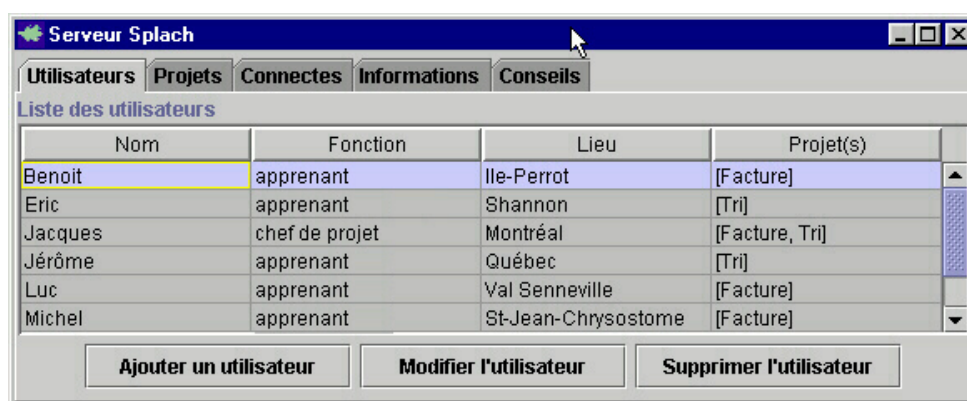 Serveur Splach
Utilisateurs Projets Connectes Informations Conseils
Liste des utilisateurs
Nom Fonction Lieu Projet(s)
Benoit apprenant Ile-Perrot [Facture]
Eric apprenant Shannon [Tri]
Jacques chef de projet Montréal [Facture, Tri]
Jérôme apprenant Québec [Tri]
Luc apprenant Val Senneville [Facture]
Michel apprenant St-Jean-Chrysostome [Facture]
Ajouter un utilisateur Modifier l'utilisateur Supprimer l'utilisateur